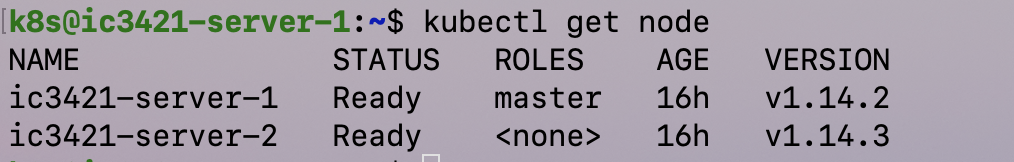 k8s@ic3421-server-1:~$ kubectl get node
NAME STATUS ROLES AGE VERSION
ic3421-server-1 Ready master 16h v1.14.2
ic3421-server-2 Ready <none> 16h v1.14.3